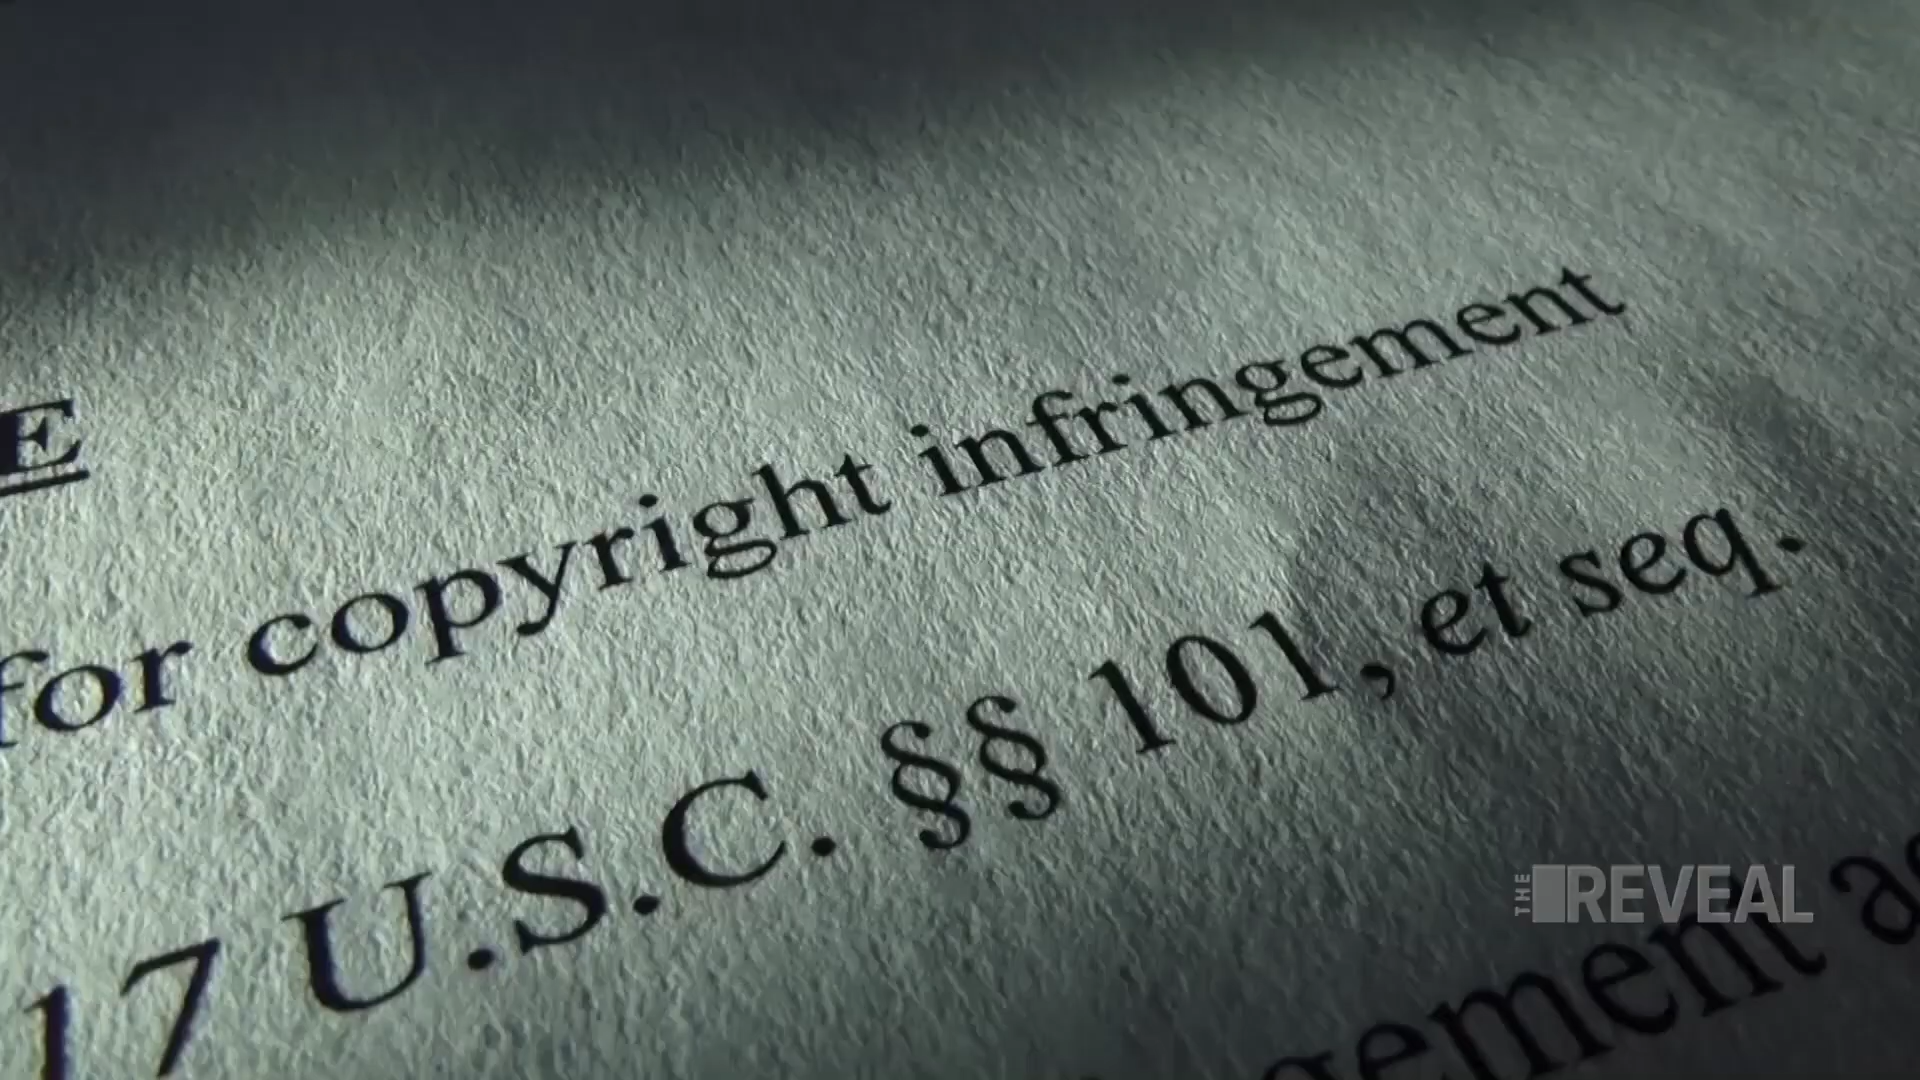 E
for copyright infringement
17 U.S.C. §§ 101, et seq.
THE REVEAL